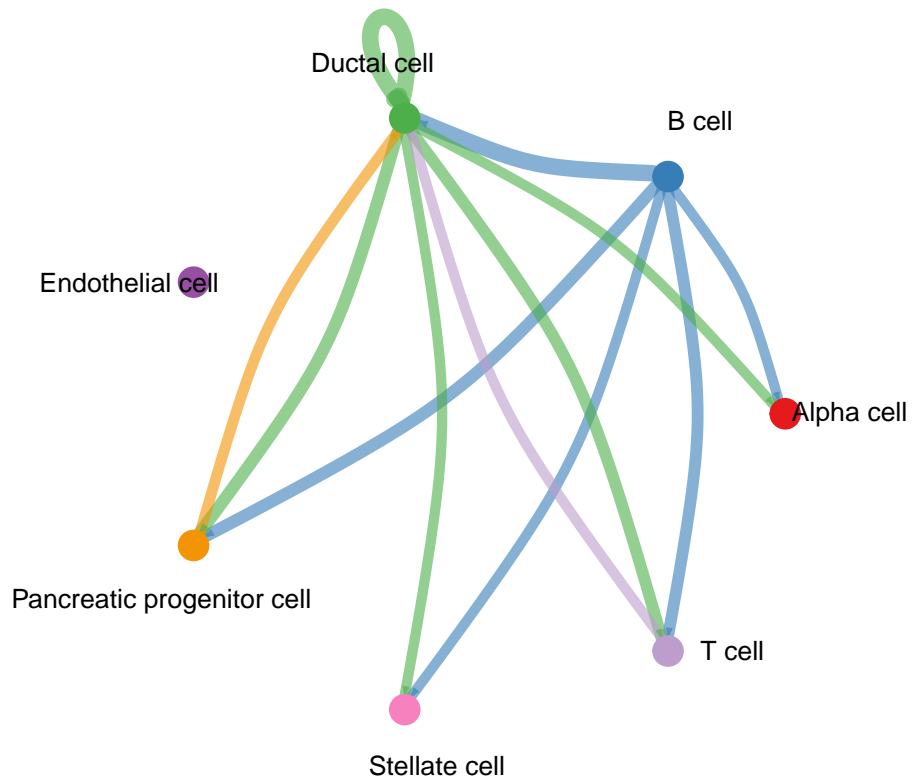 Ductal cell
B cell
Endothelial cell
Alpha cell
Pancreatic progenitor cell
T cell
Stellate cell